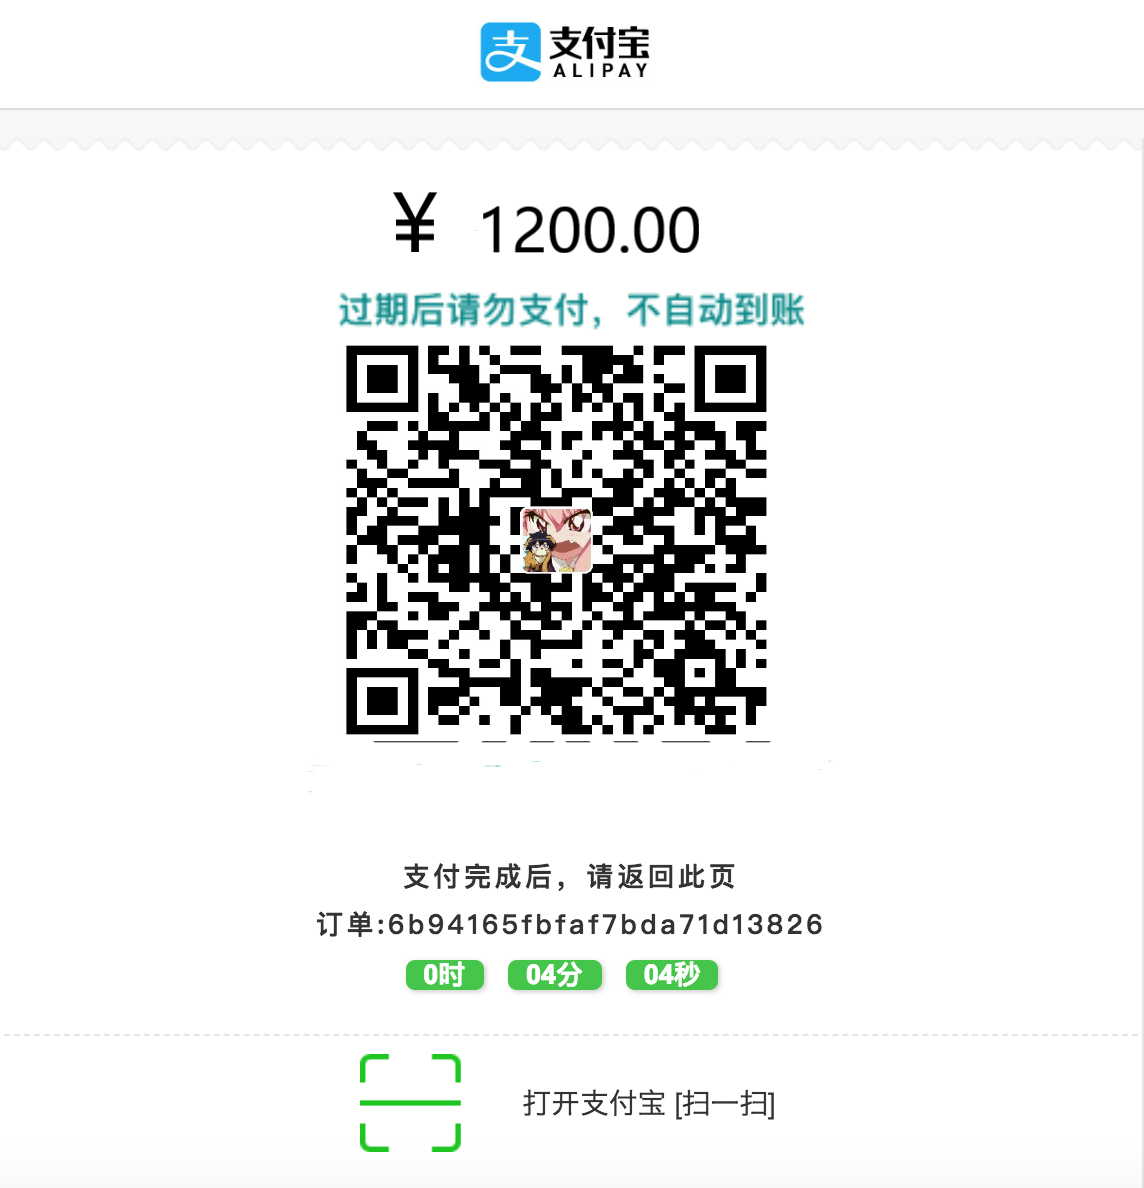 支 支付宝
ALIPAY
¥ 1200.00
过期后请勿支付，不自动到账
支付完成后，请返回此页
订单:6b94165fbfaf7bda71d13826
0时 04分 04秒
打开支付宝 [扫一扫]